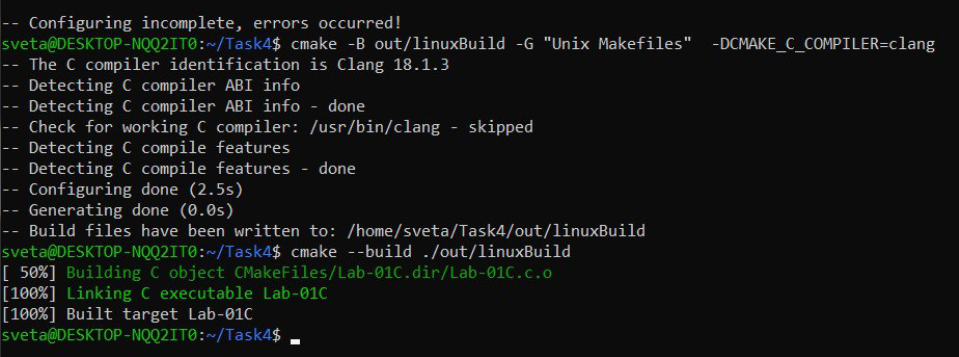 -- Configuring incomplete, errors occurred!
sveta@DESKTOP-NQQ2IT0:~/Task4$ cmake -B out/linuxBuild -G "Unix Makefiles"  -DCMAKE_C_COMPILER=clang
-- The C compiler identification is Clang 18.1.3
-- Detecting C compiler ABI info
-- Detecting C compiler ABI info - done
-- Check for working C compiler: /usr/bin/clang - skipped
-- Detecting C compile features
-- Detecting C compile features - done
-- Configuring done (2.5s)
-- Generating done (0.0s)
-- Build files have been written to: /home/sveta/Task4/out/linuxBuild
sveta@DESKTOP-NQQ2IT0:~/Task4$ cmake --build ./out/linuxBuild
[ 50%] Building C object CMakeFiles/Lab-01C.dir/Lab-01C.c.o
[100%] Linking C executable Lab-01C
[100%] Built target Lab-01C
sveta@DESKTOP-NQQ2IT0:~/Task4$